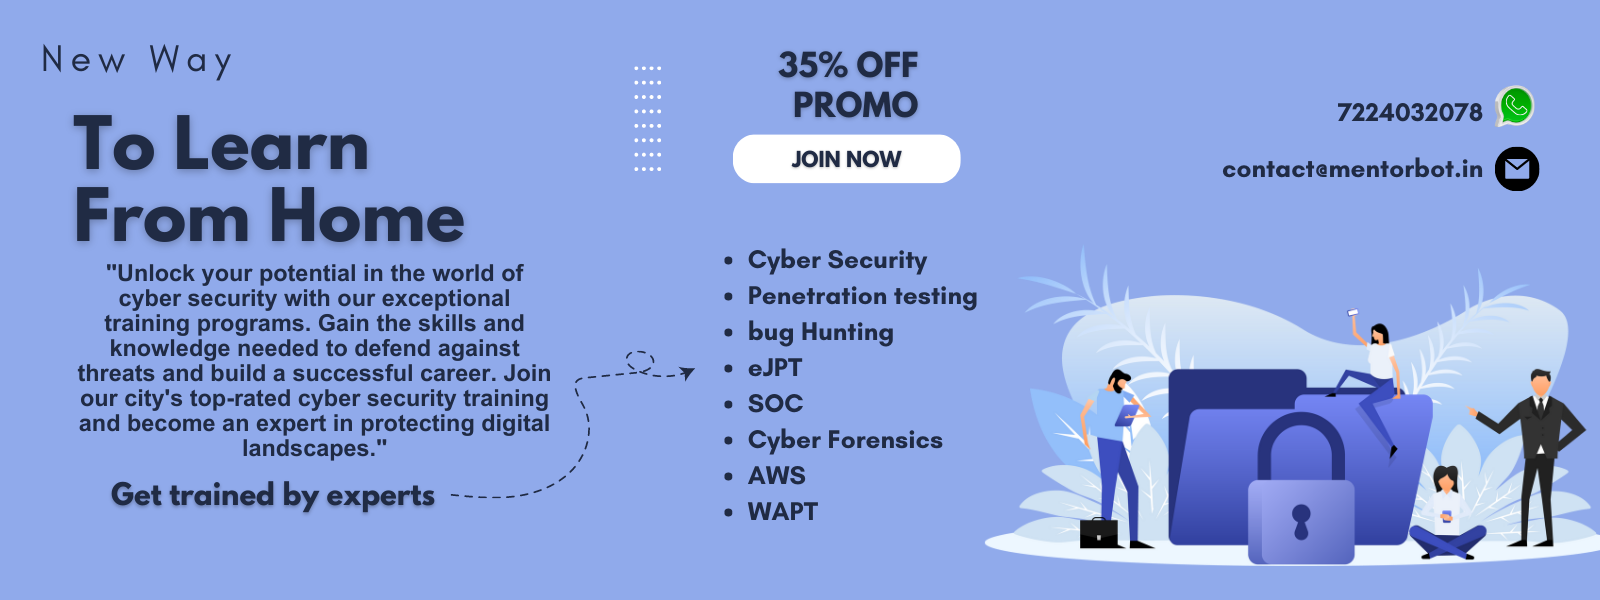 New Way
To Learn
From Home
"Unlock your potential in the world of
cyber security with our exceptional
training programs. Gain the skills and
knowledge needed to defend against
threats and build a successful career. Join
our city's top-rated cyber security training
and become an expert in protecting digital
landscapes."
Get trained by experts
35% OFF
PROMO
JOIN NOW
• Cyber Security
• Penetration testing
• bug Hunting
• eJPT
• SOC
• Cyber Forensics
• AWS
• WAPT
7224032078
contact@mentorbot.in